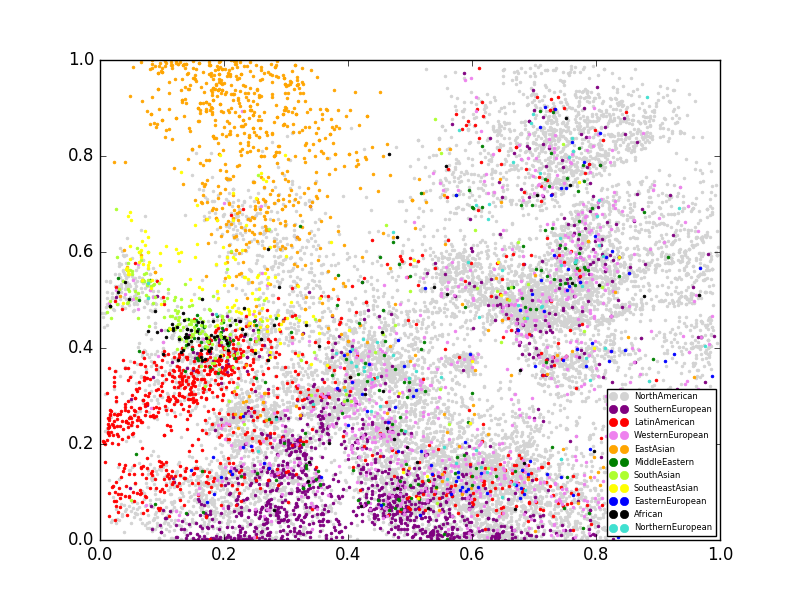 1.0
0.8
0.6
0.4
0.2
0.0
0.0 0.2 0.4 0.6 0.8 1.0
NorthAmerican
SouthernEuropean
LatinAmerican
WesternEuropean
EastAsian
MiddleEastern
SouthAsian
SoutheastAsian
EasternEuropean
African
NorthernEuropean